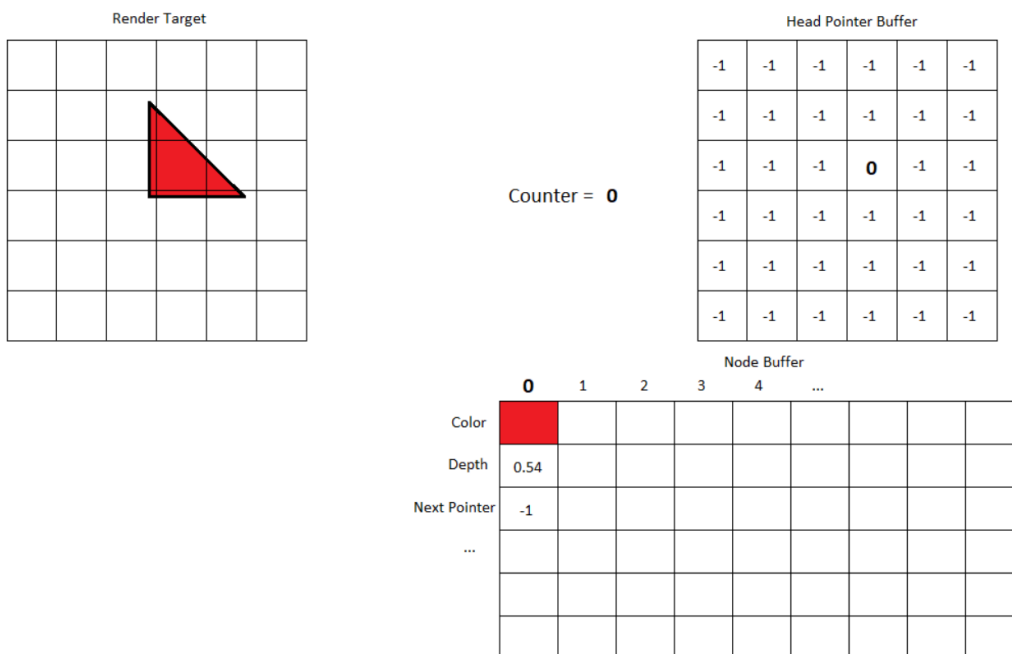 Render Target
Head Pointer Buffer
-1 -1 -1 -1 -1 -1
-1 -1 -1 -1 -1 -1
-1 -1 -1 0 -1 -1
Counter = 0
-1 -1 -1 -1 -1 -1
-1 -1 -1 -1 -1 -1
-1 -1 -1 -1 -1 -1
Node Buffer
0 1 2 3 4 ...
Color
Depth 0.54
Next Pointer -1
...